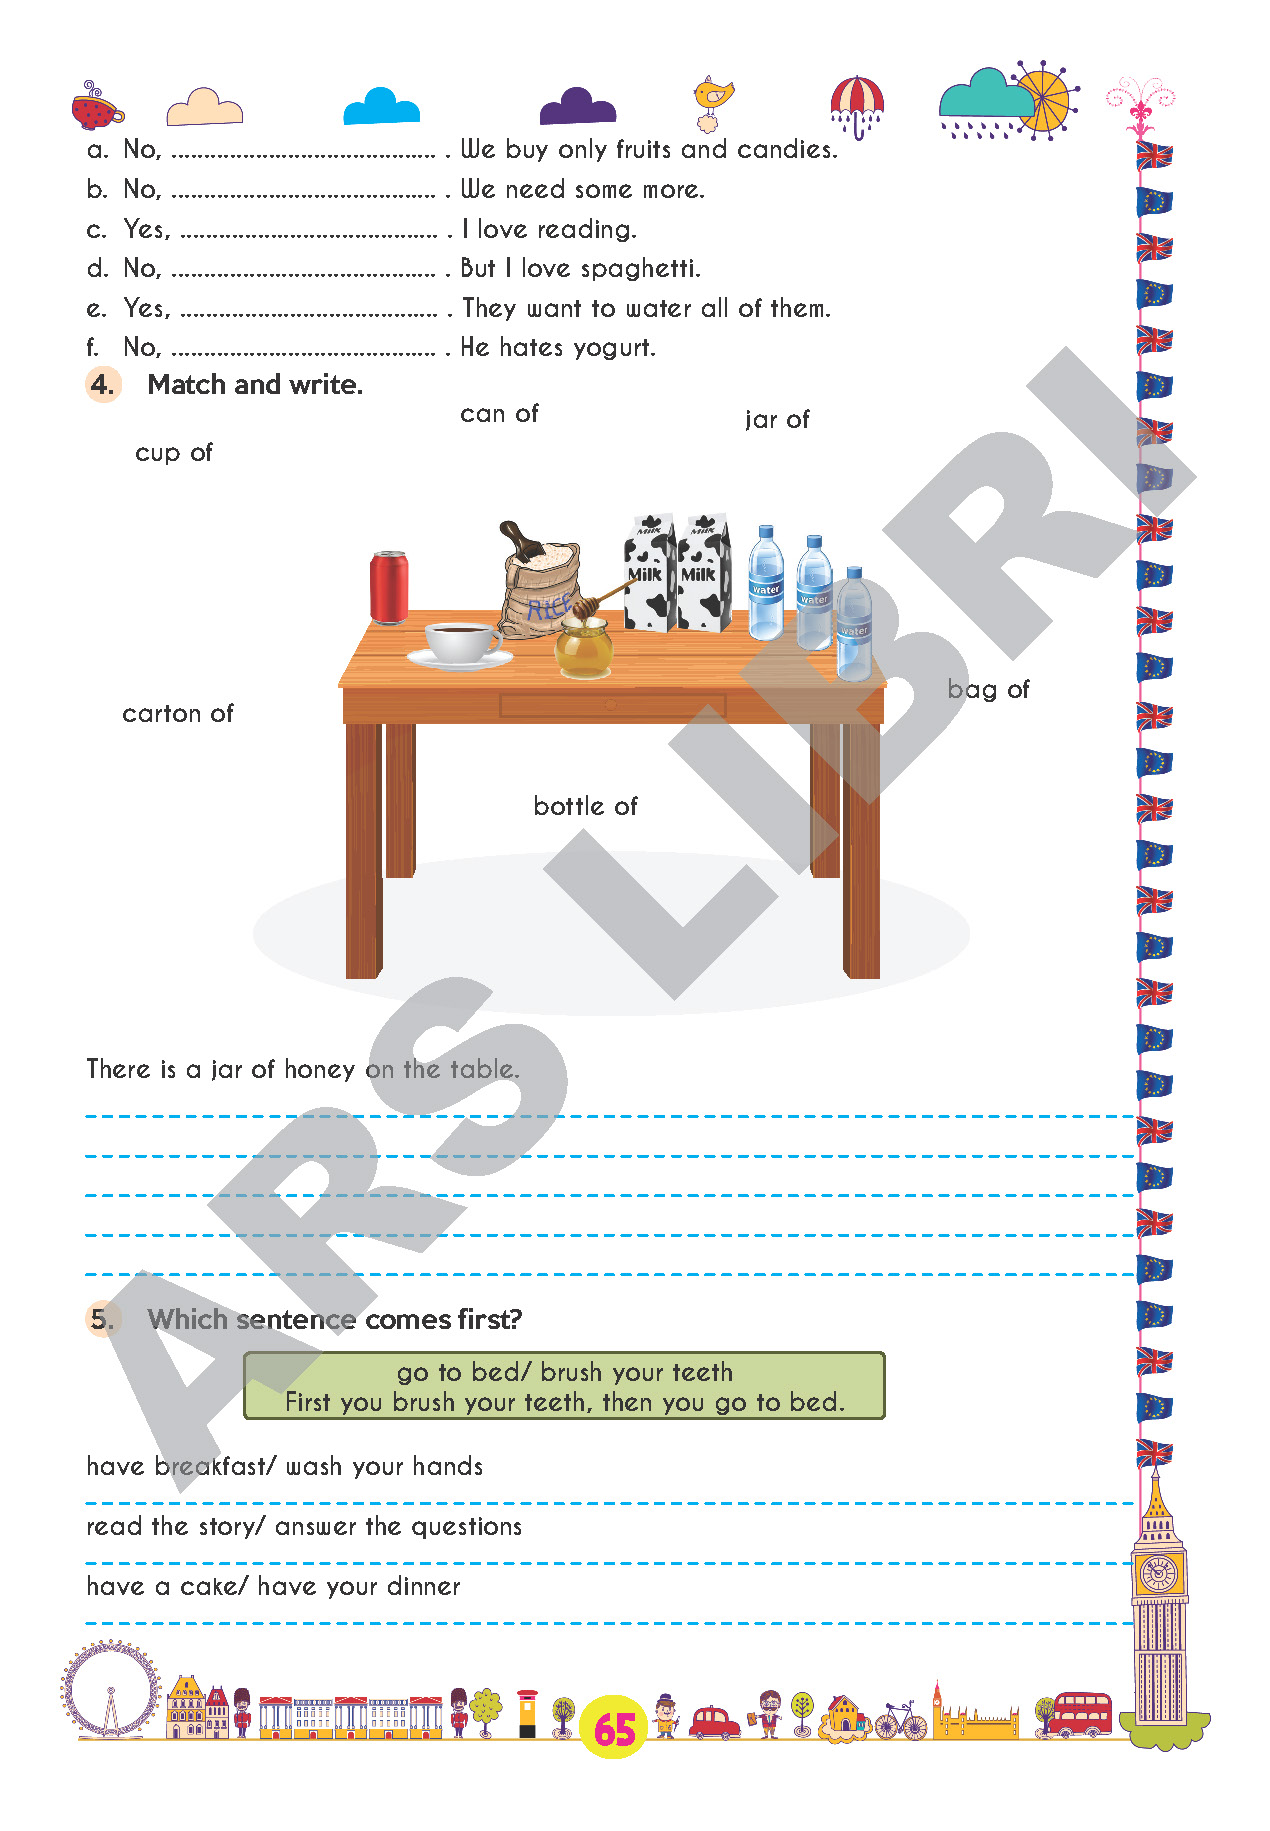 a. No, ......................................... . We buy only fruits and candies.
b. No, ......................................... . We need some more.
c. Yes, ........................................ . I love reading.
d. No, ......................................... . But I love spaghetti.
e. Yes, ........................................ . They want to water all of them.
f. No, ......................................... . He hates yogurt.
4. Match and write.
can of
jar of
cup of
Milk Milk
Milk Milk
water
water
water
RICE
bag of
carton of
bottle of
There is a jar of honey on the table.
5. Which sentence comes first?
go to bed/ brush your teeth
First you brush your teeth, then you go to bed.
have breakfast/ wash your hands
read the story/ answer the questions
have a cake/ have your dinner
65
ARS LIBRI